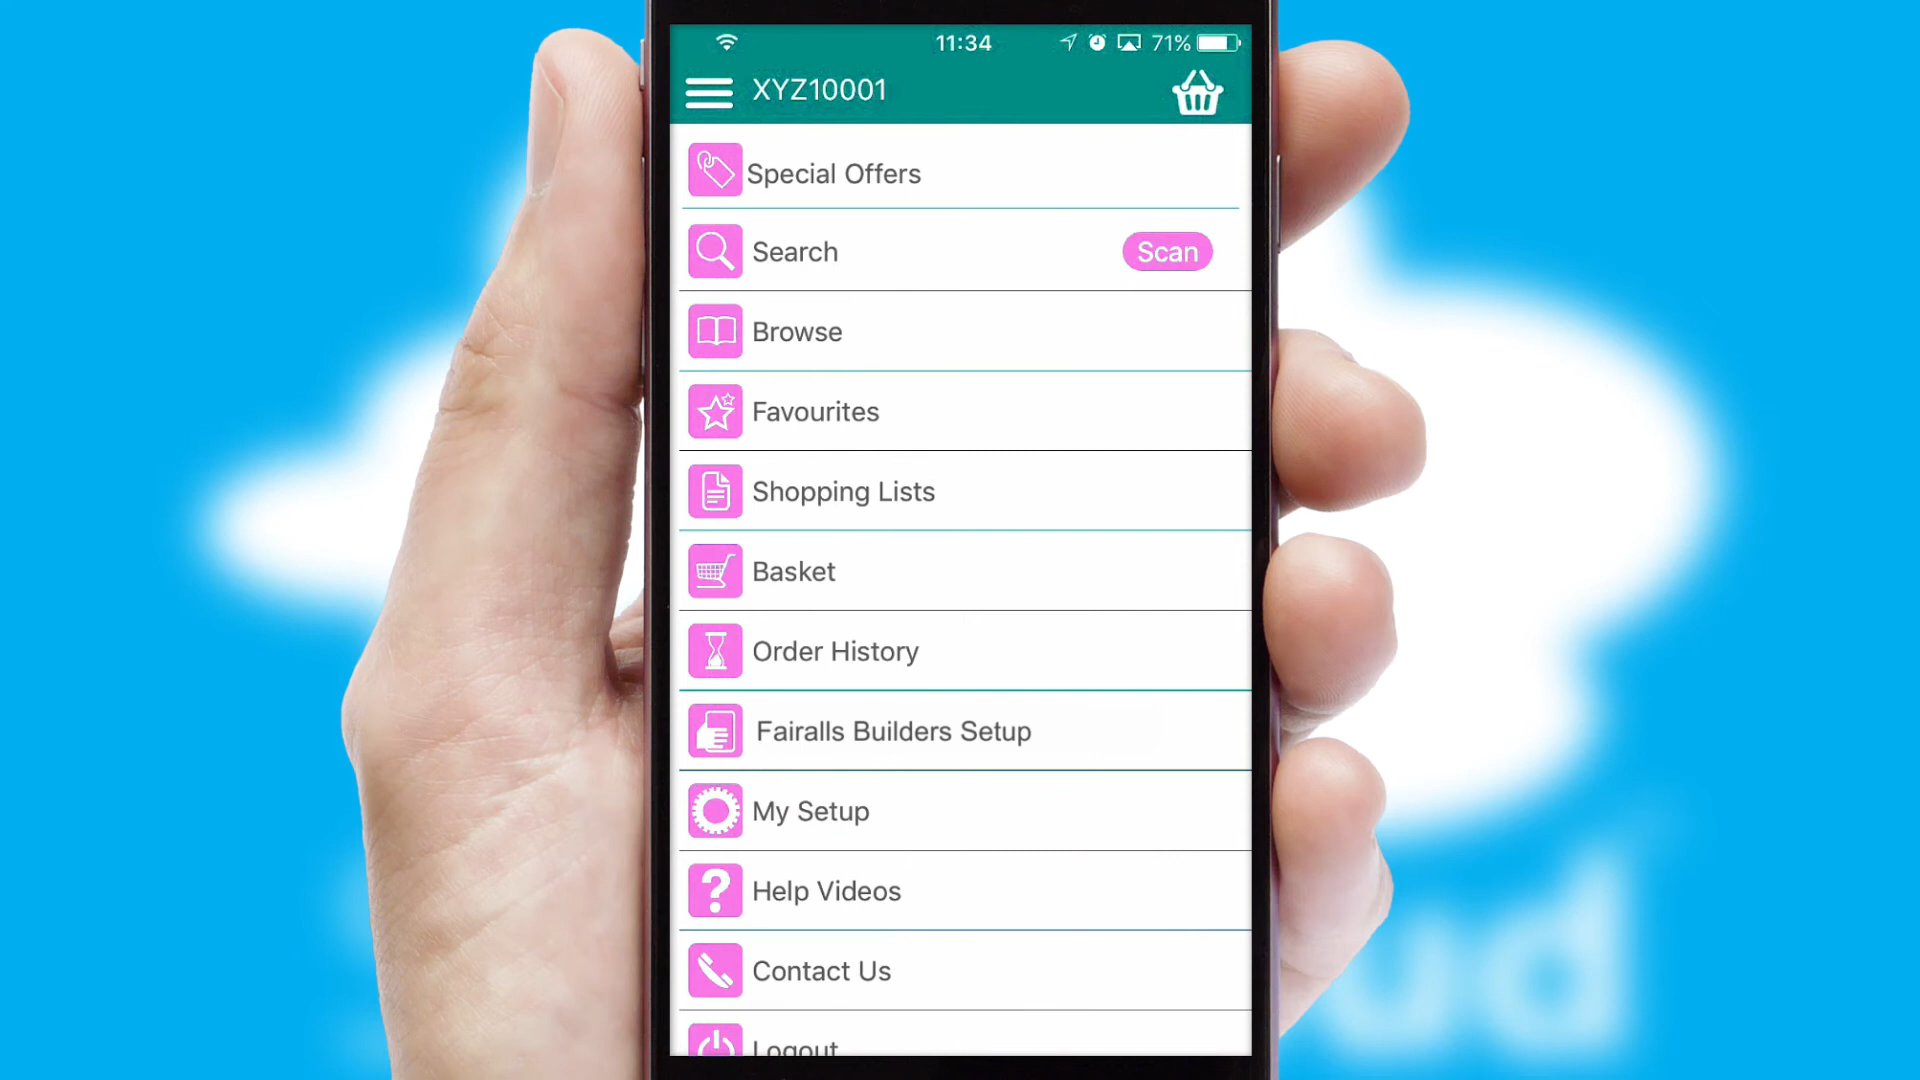 11:34
71%
XYZ10001
Special Offers
Search
Scan
Browse
Favourites
Shopping Lists
Basket
Order History
Fairalls Builders Setup
My Setup
Help Videos
Contact Us
Logout
ud